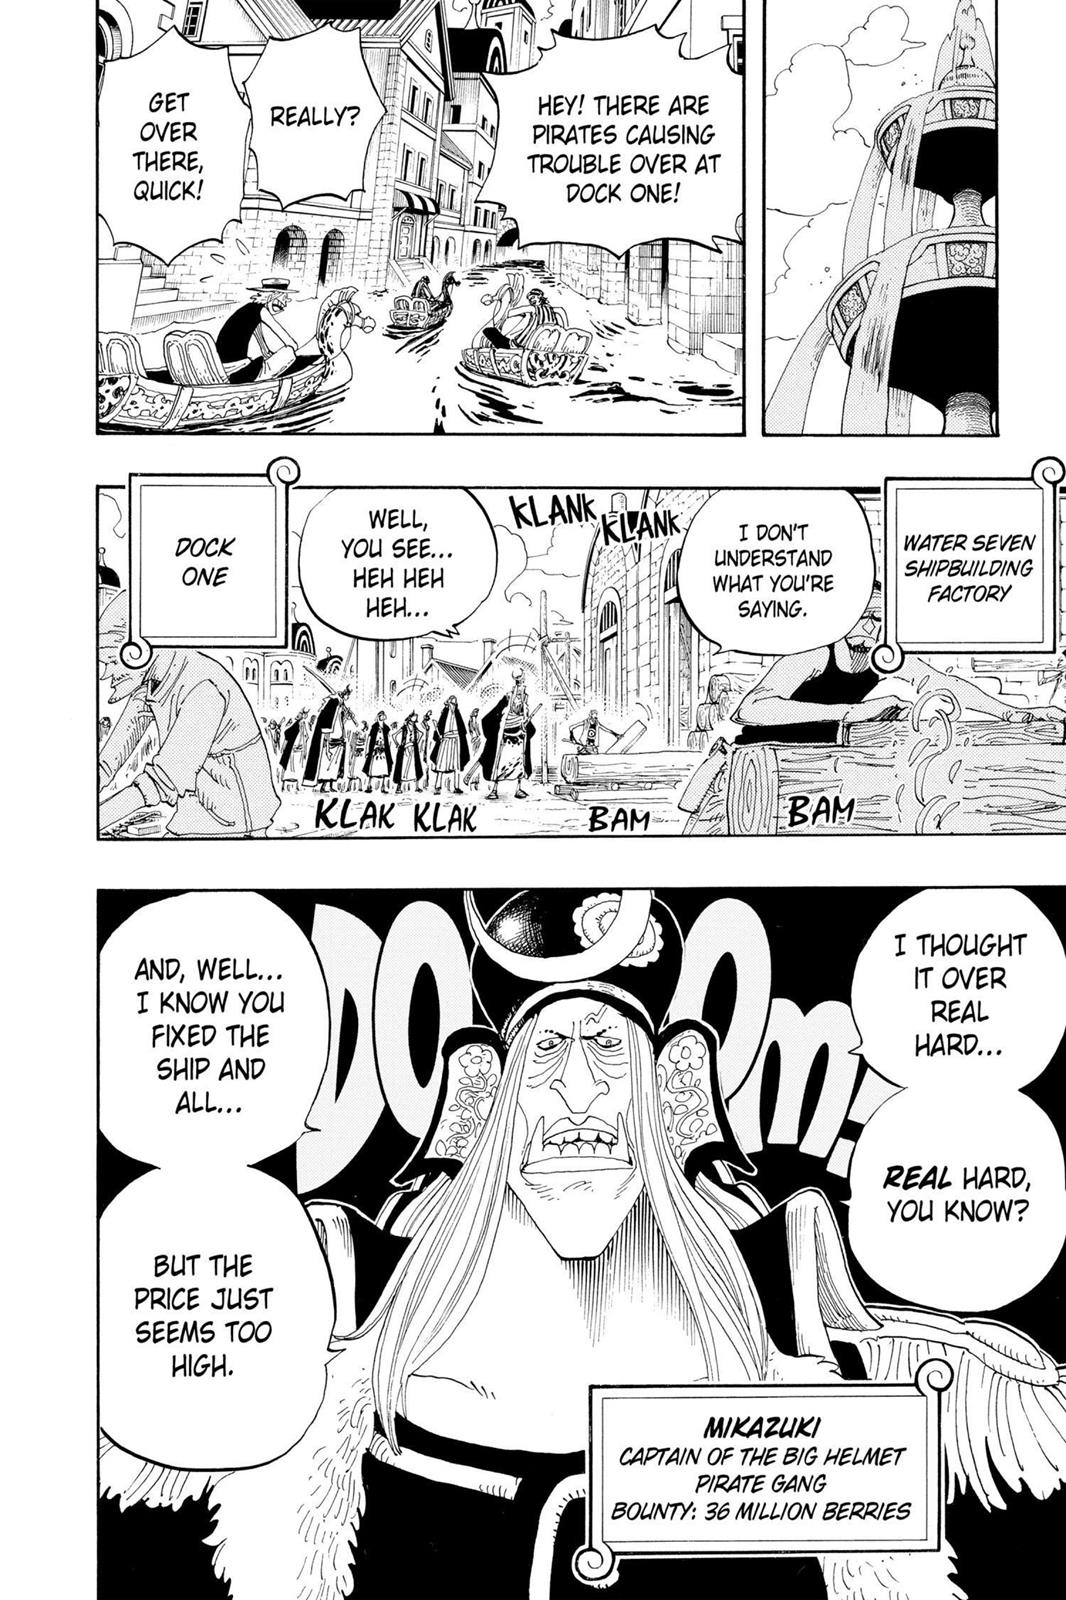 HEY! THERE ARE
PIRATES CAUSING
TROUBLE OVER AT
DOCK ONE!
REALLY?
GET
OVER
THERE,
QUICK!
WATER SEVEN
SHIPBUILDING
FACTORY
I DON'T
UNDERSTAND
WHAT YOU'RE
SAYING.
KLANK
KLANK
WELL,
YOU SEE...
HEH HEH
HEH...
DOCK
ONE
BAM
BAM
KLAK
KLAK
I THOUGHT
IT OVER
REAL
HARD...
REAL HARD,
YOU KNOW?
DOOOM!
AND, WELL...
I KNOW YOU
FIXED THE
SHIP AND
ALL...
BUT THE
PRICE JUST
SEEMS TOO
HIGH.
MIKAZUKI
CAPTAIN OF THE BIG HELMET
PIRATE GANG
BOUNTY: 36 MILLION BERRIES